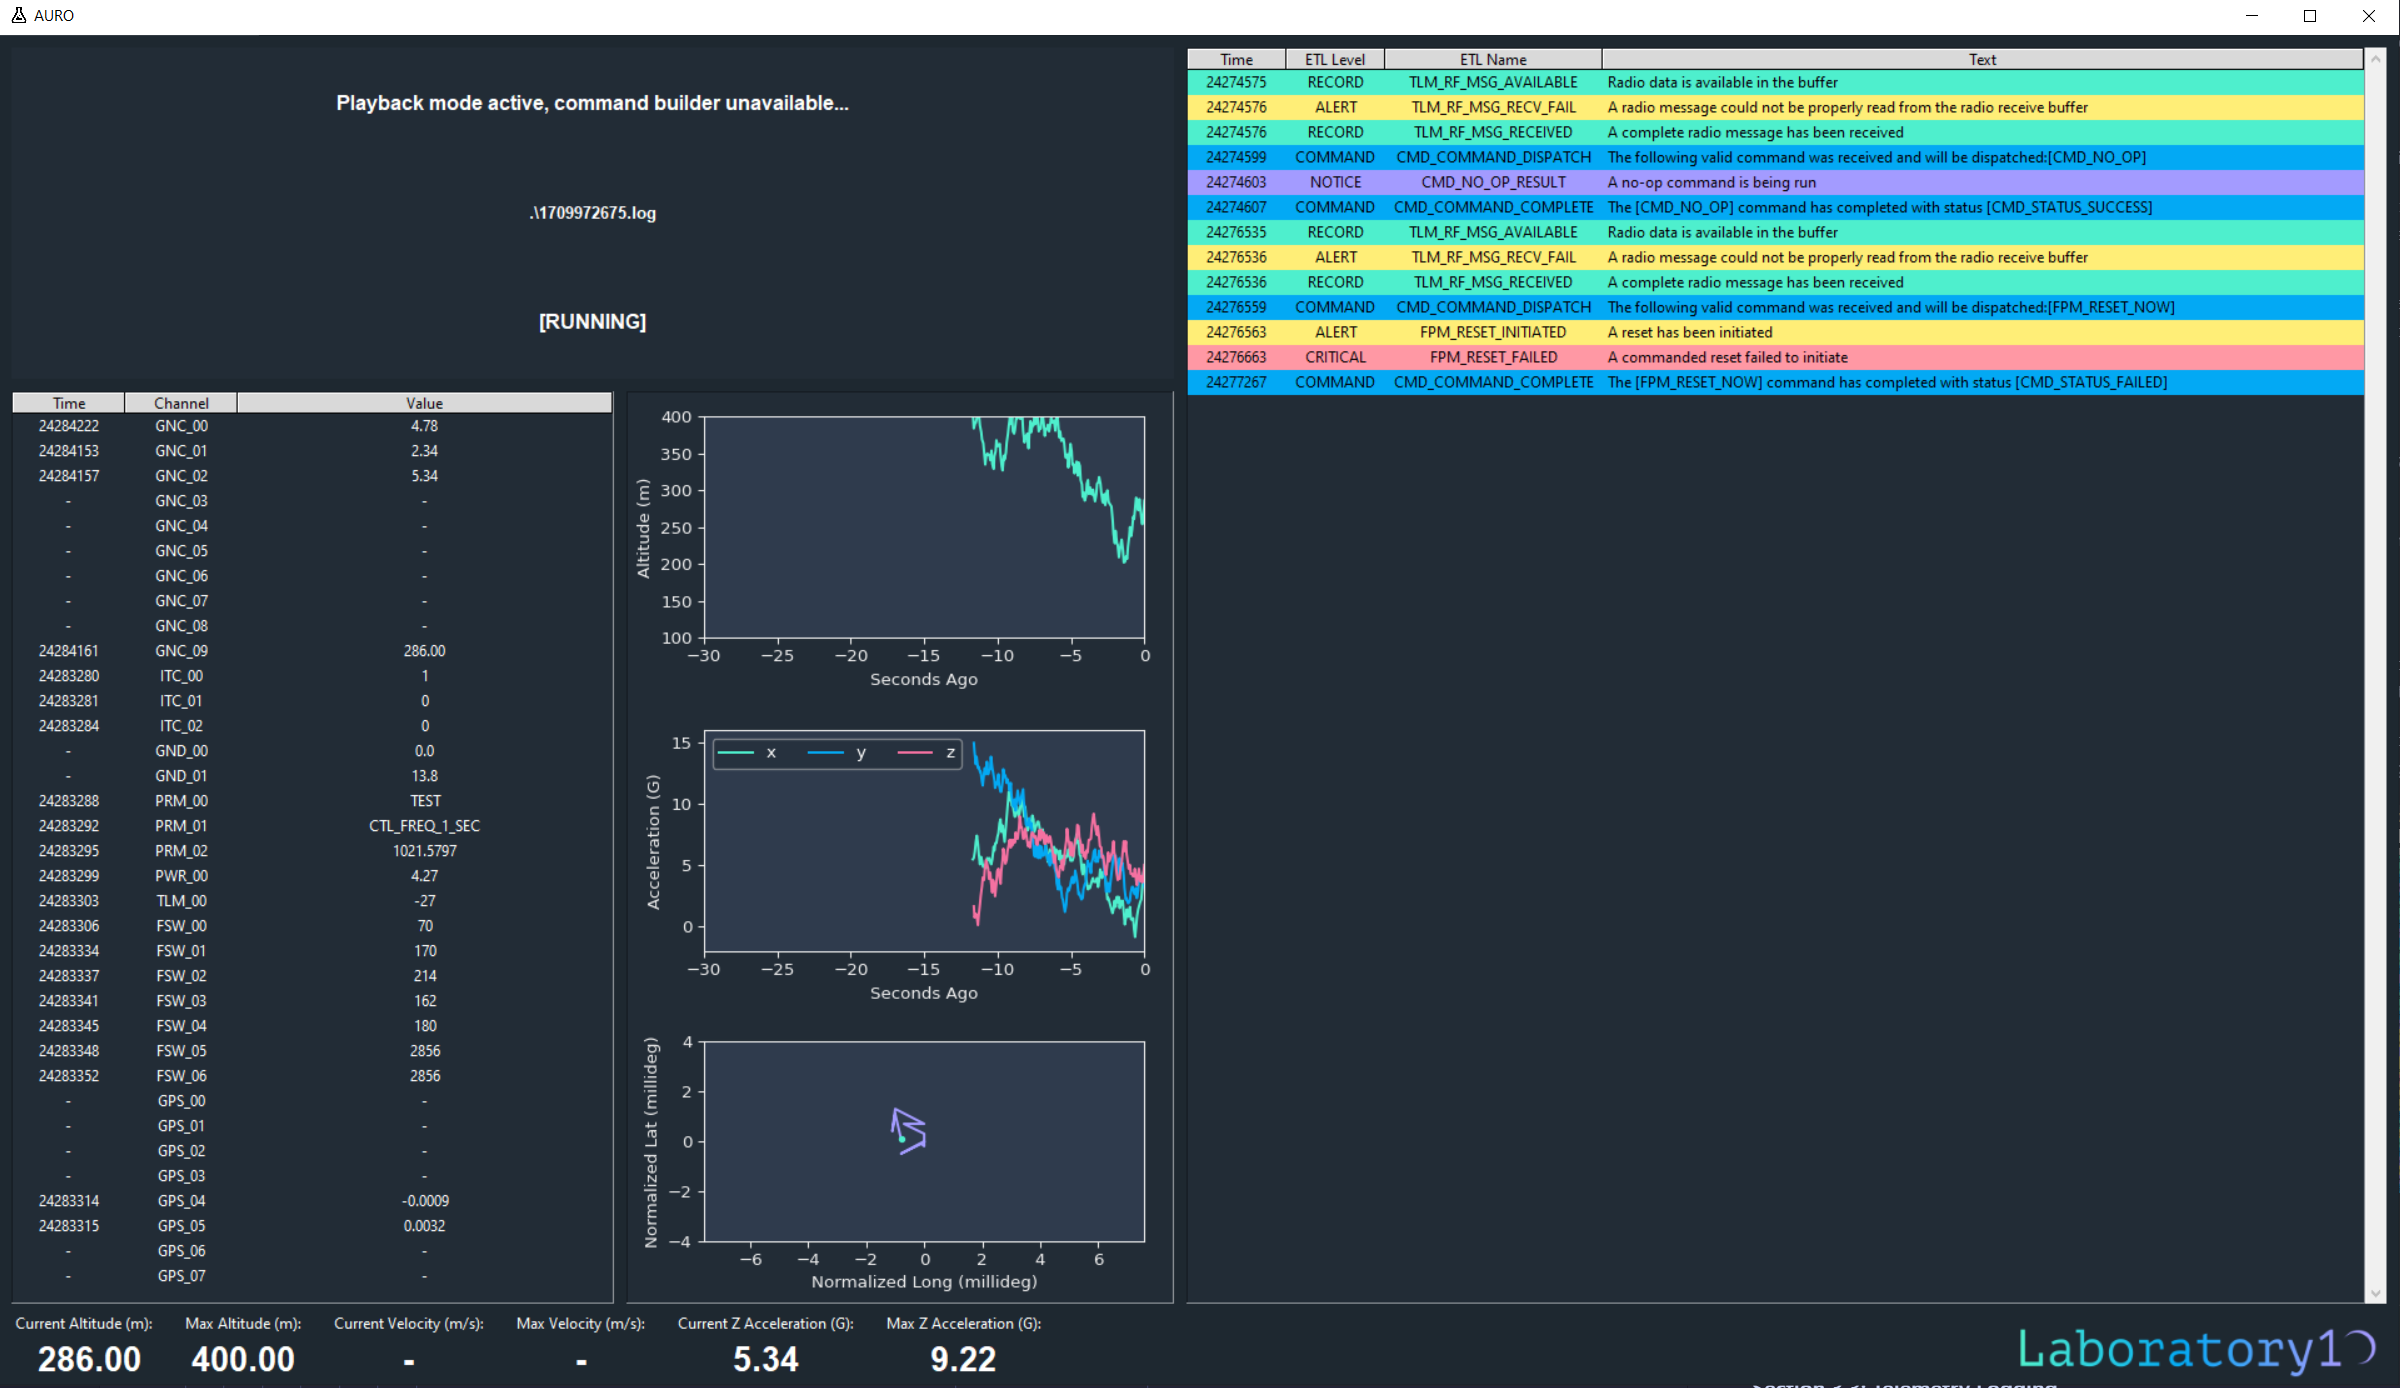 AURO
Playback mode active, command builder unavailable...
.\1709972675.log
[RUNNING]
Time Channel Value
24284222 GNC_00 4.78
24284153 GNC_01 2.34
24284157 GNC_02 5.34
- GNC_03 -
- GNC_04 -
- GNC_05 -
- GNC_06 -
- GNC_07 -
- GNC_08 -
24284161 GNC_09 286.00
24283280 ITC_00 1
24283281 ITC_01 0
24283284 ITC_02 0
- GND_00 0.0
- GND_01 13.8
24283288 PRM_00 TEST
24283292 PRM_01 CTL_FREQ_1_SEC
24283295 PRM_02 1021.5797
24283299 PWR_00 4.27
24283303 TLM_00 -27
24283306 FSW_00 70
24283334 FSW_01 170
24283337 FSW_02 214
24283341 FSW_03 162
24283345 FSW_04 180
24283348 FSW_05 2856
24283352 FSW_06 2856
- GPS_00 -
- GPS_01 -
- GPS_02 -
- GPS_03 -
24283314 GPS_04 -0.0009
24283315 GPS_05 0.0032
- GPS_06 -
- GPS_07 -
Altitude (m)
400
350
300
250
200
150
100
−30 −25 −20 −15 −10 −5 0
Seconds Ago
x y z
Acceleration (G)
15
10
5
0
−30 −25 −20 −15 −10 −5 0
Seconds Ago
Normalized Lat (millideg)
4
2
0
−2
−4
−6 −4 −2 0 2 4 6
Normalized Long (millideg)
Time ETL Level ETL Name Text
24274575 RECORD TLM_RF_MSG_AVAILABLE Radio data is available in the buffer
24274576 ALERT TLM_RF_MSG_RECV_FAIL A radio message could not be properly read from the radio receive buffer
24274576 RECORD TLM_RF_MSG_RECEIVED A complete radio message has been received
24274599 COMMAND CMD_COMMAND_DISPATCH The following valid command was received and will be dispatched:[CMD_NO_OP]
24274603 NOTICE CMD_NO_OP_RESULT A no-op command is being run
24274607 COMMAND CMD_COMMAND_COMPLETE The [CMD_NO_OP] command has completed with status [CMD_STATUS_SUCCESS]
24276535 RECORD TLM_RF_MSG_AVAILABLE Radio data is available in the buffer
24276536 ALERT TLM_RF_MSG_RECV_FAIL A radio message could not be properly read from the radio receive buffer
24276536 RECORD TLM_RF_MSG_RECEIVED A complete radio message has been received
24276559 COMMAND CMD_COMMAND_DISPATCH The following valid command was received and will be dispatched:[FPM_RESET_NOW]
24276563 ALERT FPM_RESET_INITIATED A reset has been initiated
24276663 CRITICAL FPM_RESET_FAILED A commanded reset failed to initiate
24277267 COMMAND CMD_COMMAND_COMPLETE The [FPM_RESET_NOW] command has completed with status [CMD_STATUS_FAILED]
Current Altitude (m): Max Altitude (m): Current Velocity (m/s): Max Velocity (m/s): Current Z Acceleration (G): Max Z Acceleration (G):
286.00 400.00 - - 5.34 9.22
Laboratory1